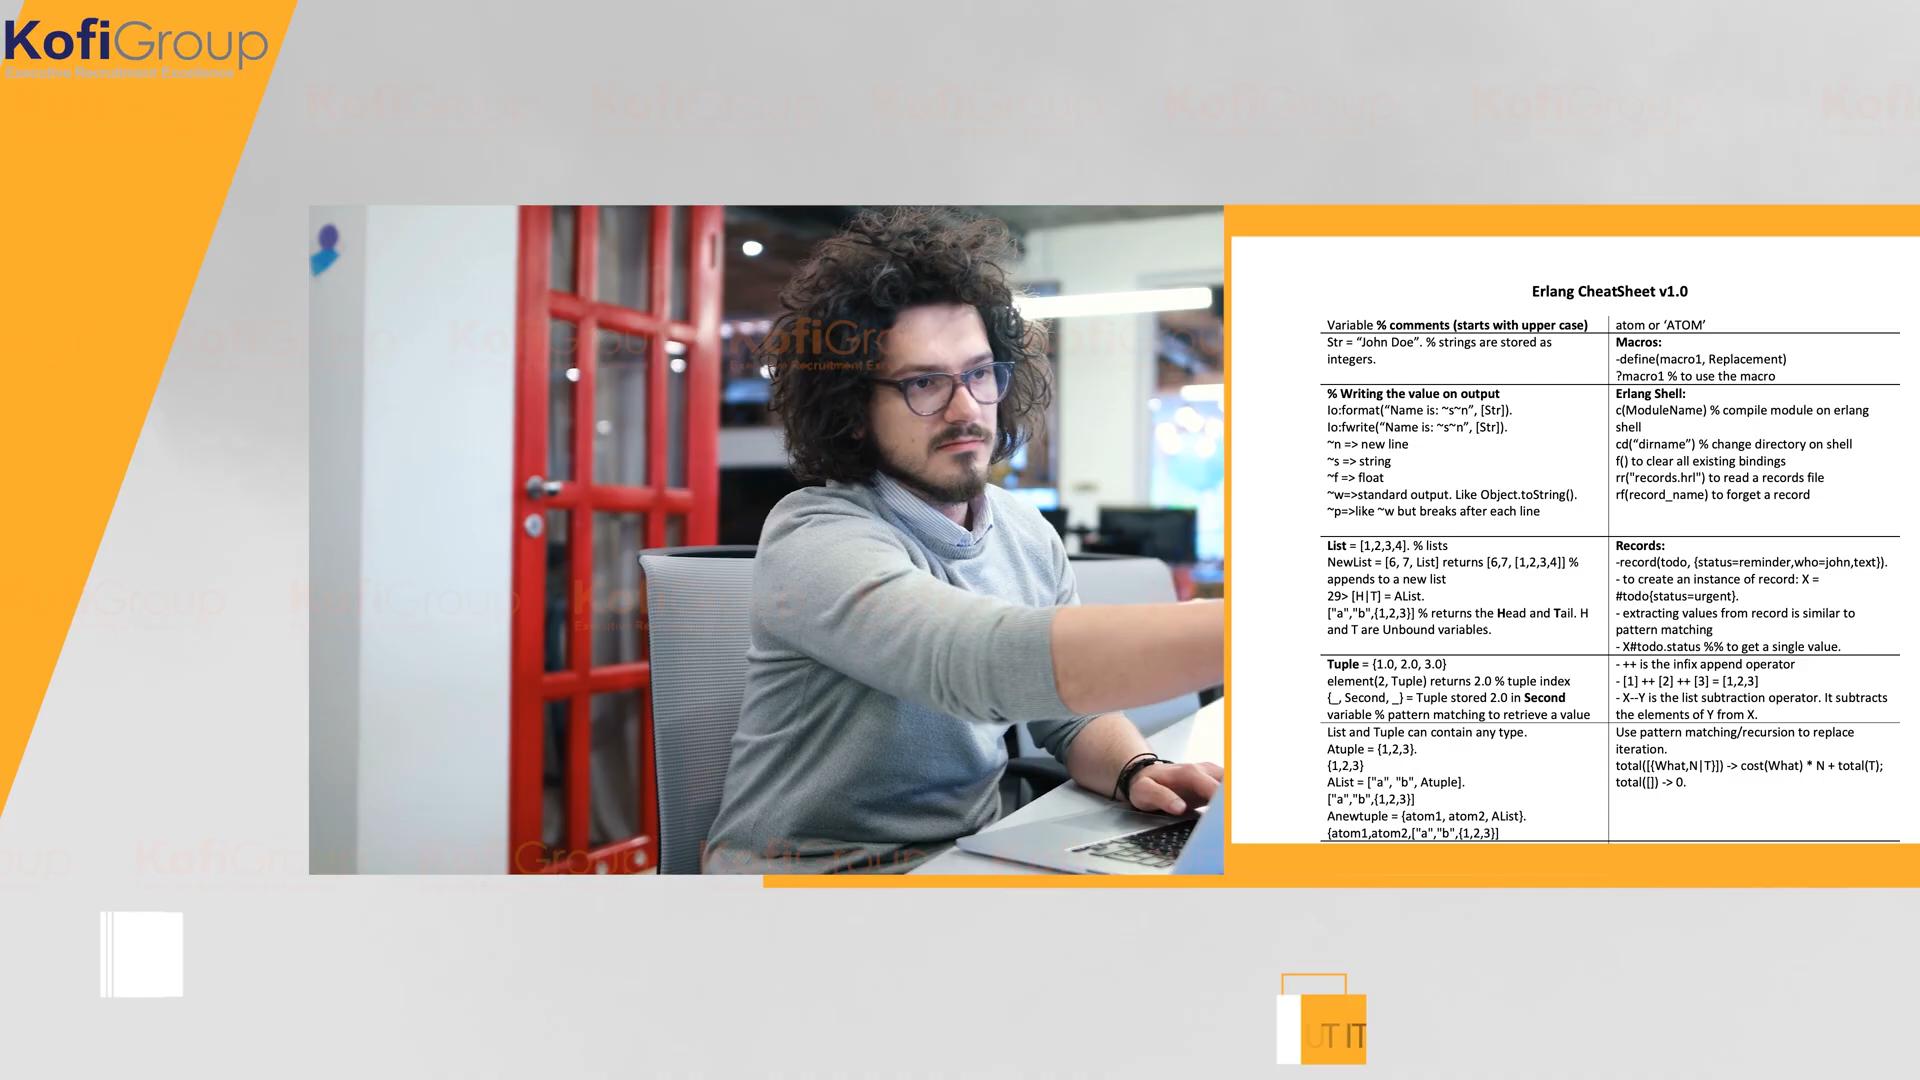 KofiGroup
Executive Recruitment Excellence
KofiGroup
KofiGroup
KofiGroup
KofiGroup
KofiGroup
Erlang CheatSheet v1.0
Variable % comments (starts with upper case)
Str = “John Doe”. % strings are stored as
integers.
atom or ‘ATOM’
Macros:
-define(macro1, Replacement)
?macro1 % to use the macro
% Writing the value on output
Io:format(“Name is: ~s~n”, [Str]).
Io:fwrite(“Name is: ~s~n”, [Str]).
~n => new line
~s => string
~f => float
~w=>standard output. Like Object.toString().
~p=>like ~w but breaks after each line
Erlang Shell:
c(ModuleName) % compile module on erlang
shell
cd(“dirname”) % change directory on shell
f() to clear all existing bindings
rr("records.hrl") to read a records file
rf(record_name) to forget a record
List = [1,2,3,4]. % lists
NewList = [6, 7, List] returns [6,7, [1,2,3,4]] %
appends to a new list
29> [H|T] = AList.
["a","b",{1,2,3}] % returns the Head and Tail. H
and T are Unbound variables.
Records:
-record(todo, {status=reminder,who=john,text}).
- to create an instance of record: X =
#todo{status=urgent}.
- extracting values from record is similar to
pattern matching
- X#todo.status %% to get a single value.
Tuple = {1.0, 2.0, 3.0}
element(2, Tuple) returns 2.0 % tuple index
{_, Second, _} = Tuple stored 2.0 in Second
variable % pattern matching to retrieve a value
- ++ is the infix append operator
- [1] ++ [2] ++ [3] = [1,2,3]
- X--Y is the list subtraction operator. It subtracts
the elements of Y from X.
List and Tuple can contain any type.
Atuple = {1,2,3}.
{1,2,3}
AList = ["a", "b", Atuple].
["a","b",{1,2,3}]
Anewtuple = {atom1, atom2, AList}.
{atom1,atom2,["a","b",{1,2,3}]
Use pattern matching/recursion to replace
iteration.
total([{What,N|T}]) -> cost(What) * N + total(T);
total([]) -> 0.
UT IT